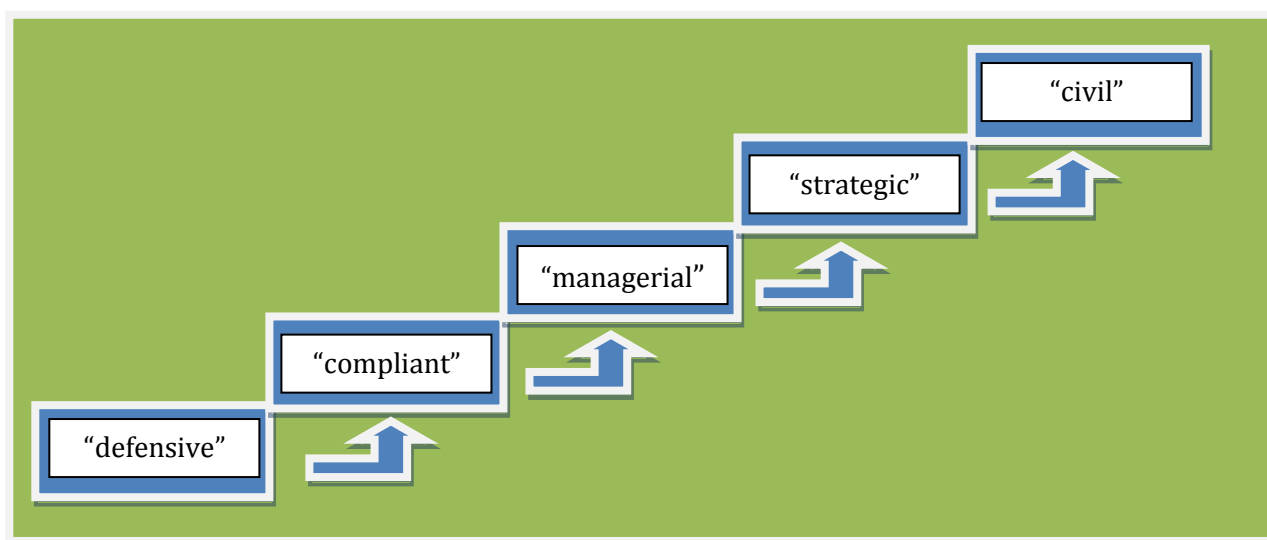 “civil”
“strategic”
“managerial”
“compliant”
“defensive”